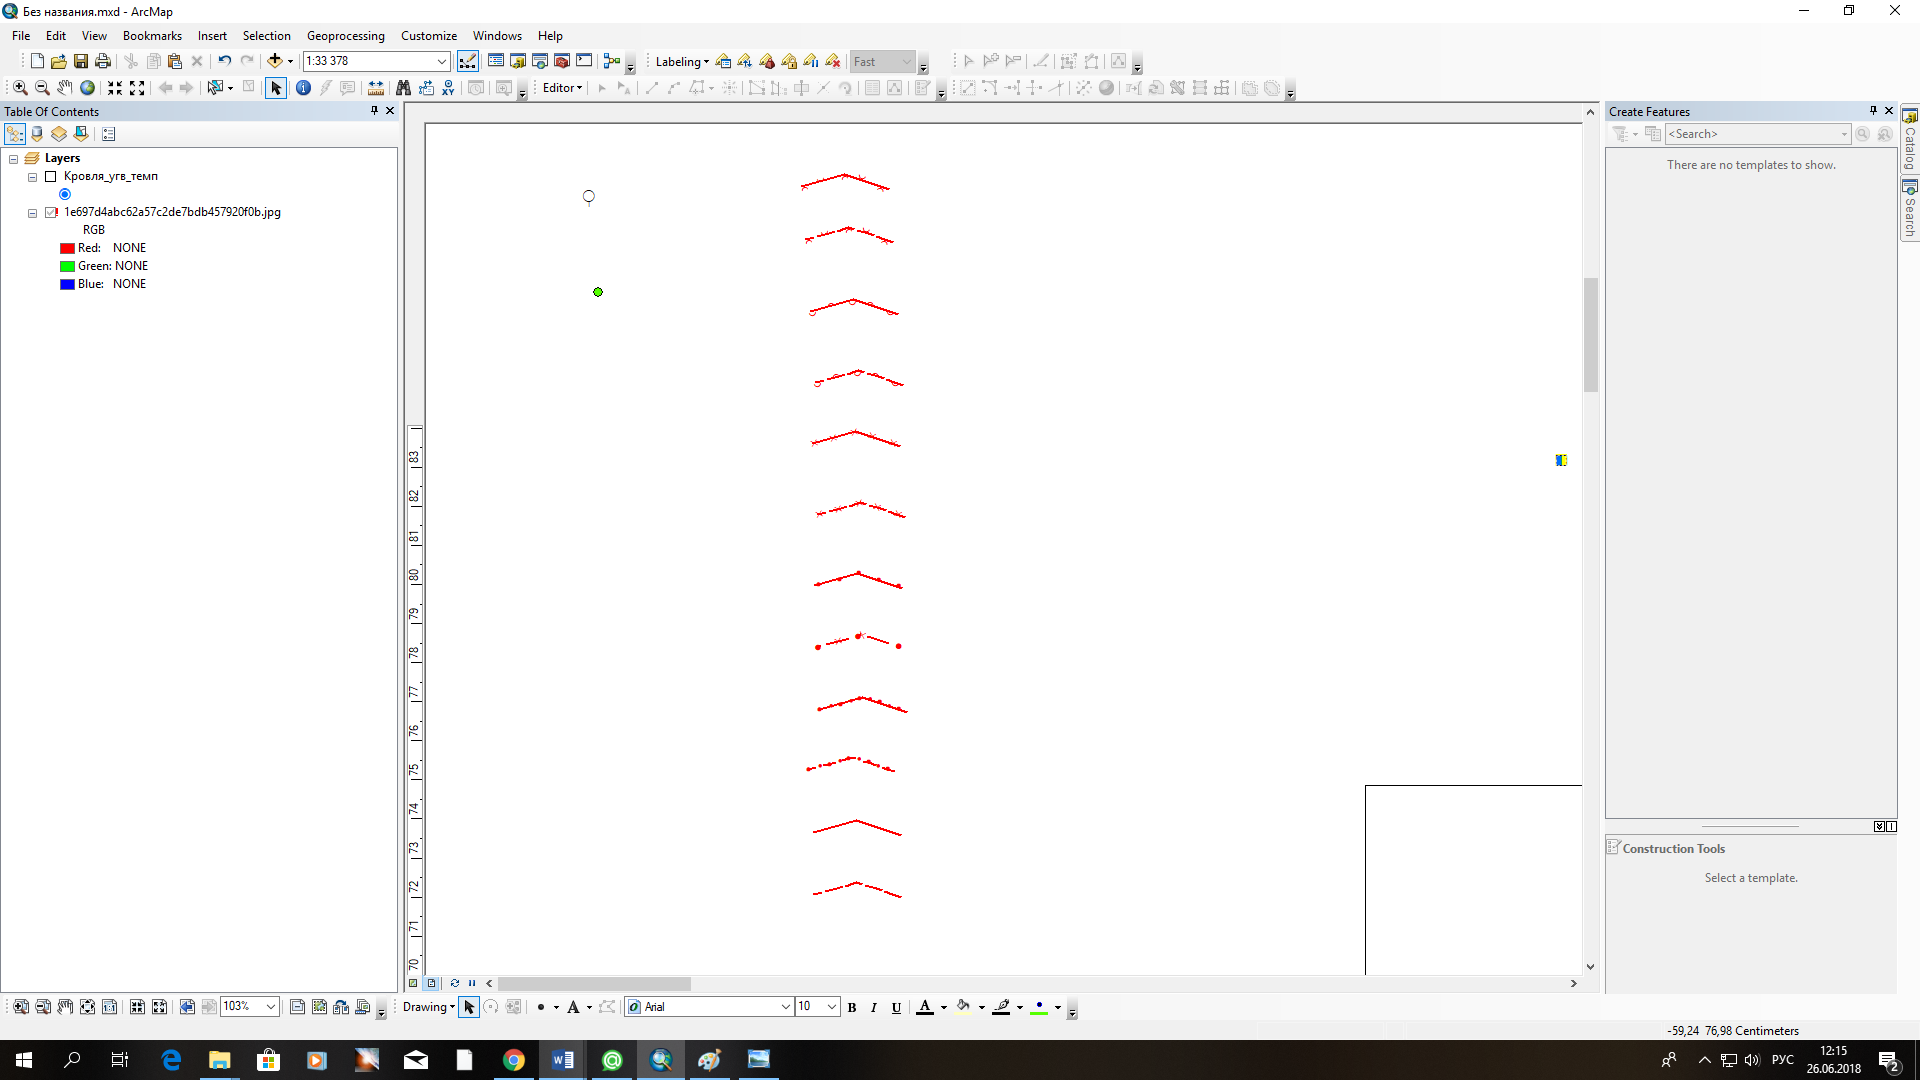 Без названия.mxd - ArcMap
File Edit View Bookmarks Insert Selection Geoprocessing Customize Windows Help
1:33 378
Labeling
Fast
Editor
Table Of Contents
Layers
Кровля_угв_темп
1e697d4abc62a57c2de7bdb457920f0b.jpg
RGB
Red: NONE
Green: NONE
Blue: NONE
83
82
81
80
79
78
77
76
75
74
73
72
71
70
Create Features
<Search>
There are no templates to show.
Construction Tools
Select a template.
Catalog
Search
103%
Drawing
A
Arial
10
B I U A
-59,24 76,98 Centimeters
РУС
12:15
26.06.2018
2